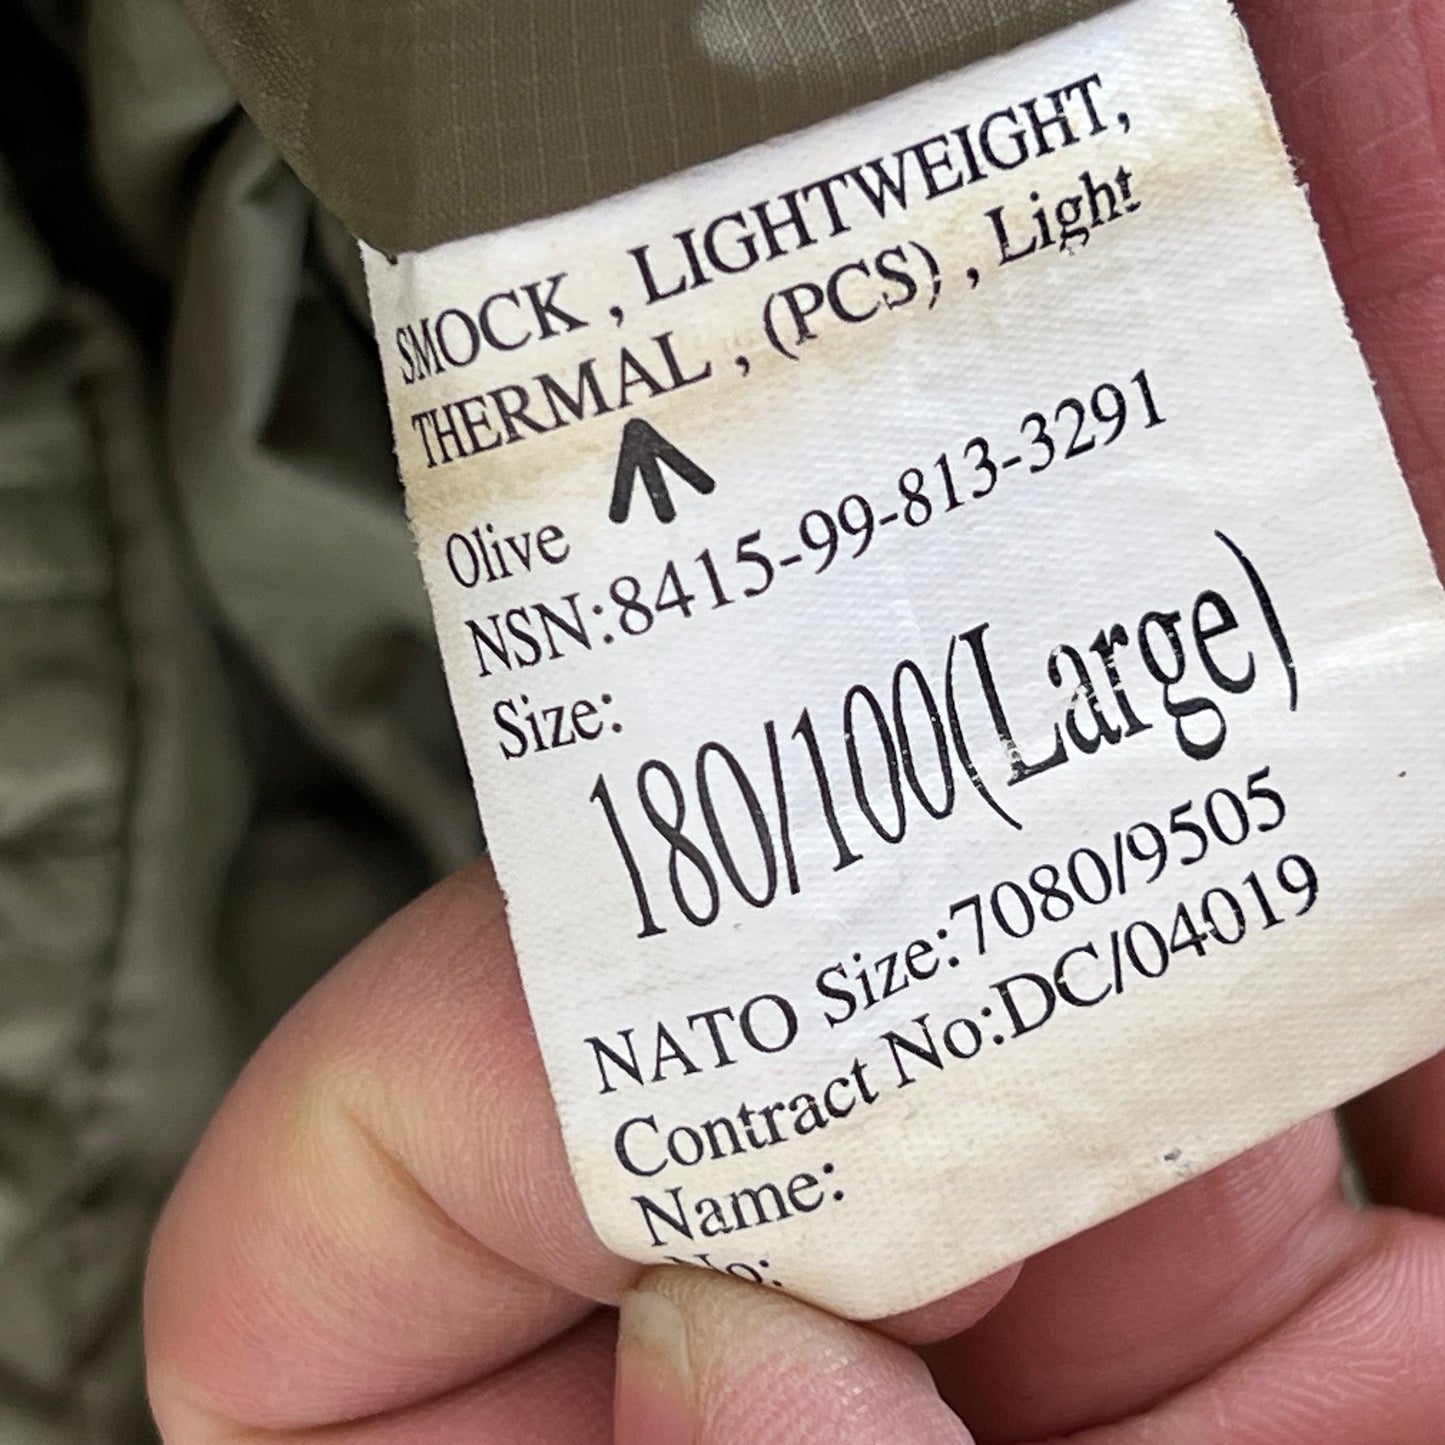 SMOCK , LIGHTWEIGHT,
THERMAL , (PCS) , Light
Olive
NSN:8415-99-813-3291
Size:
180/100(Large)
NATO Size:7080/9505
Contract No:DC/04019
Name:
No: